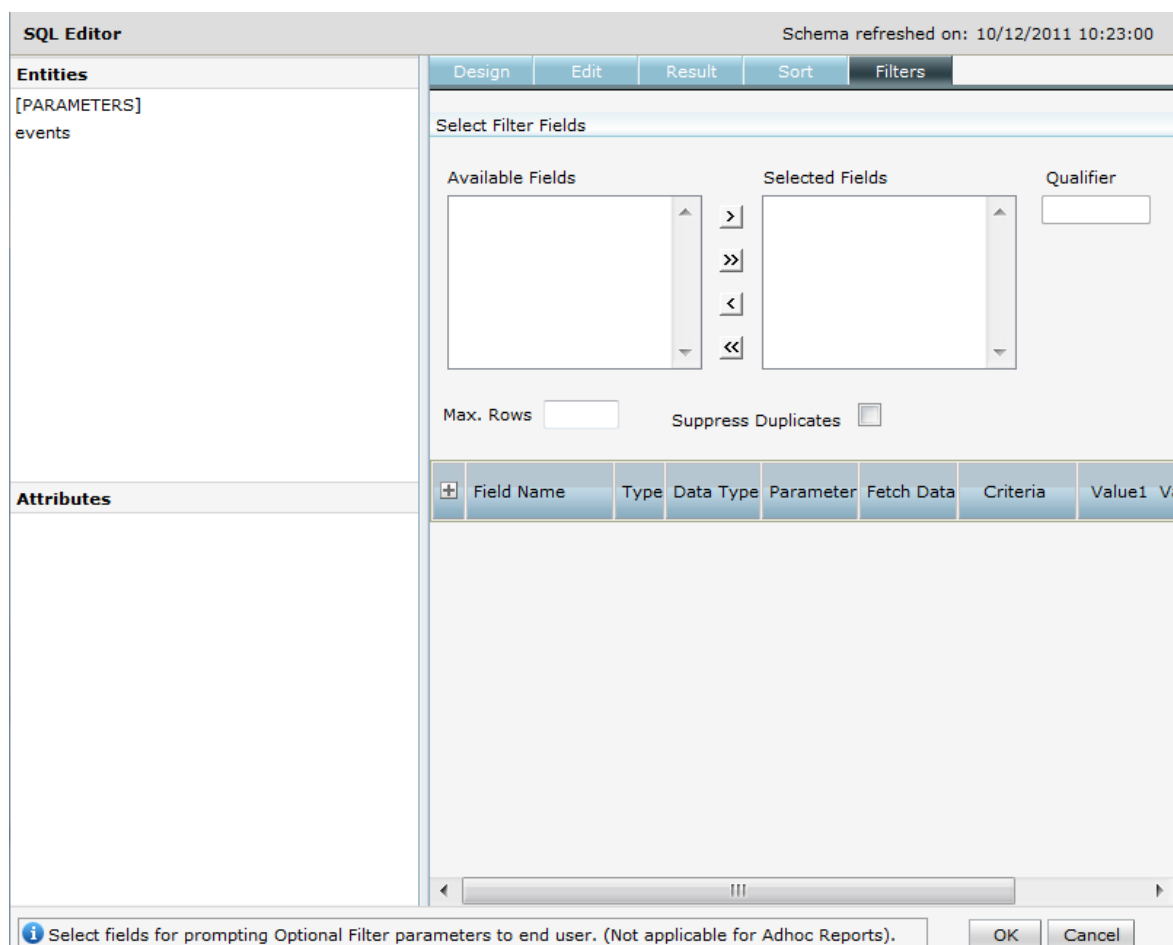 SQL Editor
Schema refreshed on: 10/12/2011 10:23:00
Entities
[PARAMETERS]
events
Design Edit Result Sort Filters
Select Filter Fields
Available Fields
Selected Fields
Qualifier
>
>>
<
<<
Max. Rows
Suppress Duplicates
Attributes
Field Name Type Data Type Parameter Fetch Data Criteria Value1
Select fields for prompting Optional Filter parameters to end user. (Not applicable for Adhoc Reports).
OK Cancel